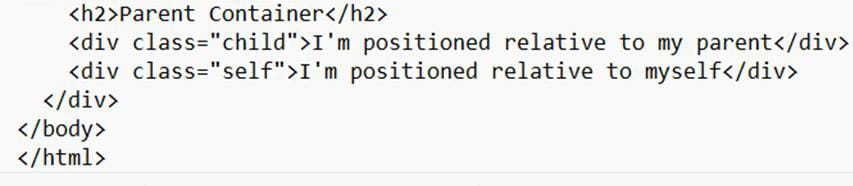 <h2>Parent Container</h2>
<div class="child">I'm positioned relative to my parent</div>
<div class="self">I'm positioned relative to myself</div>
</div>
</body>
</html>